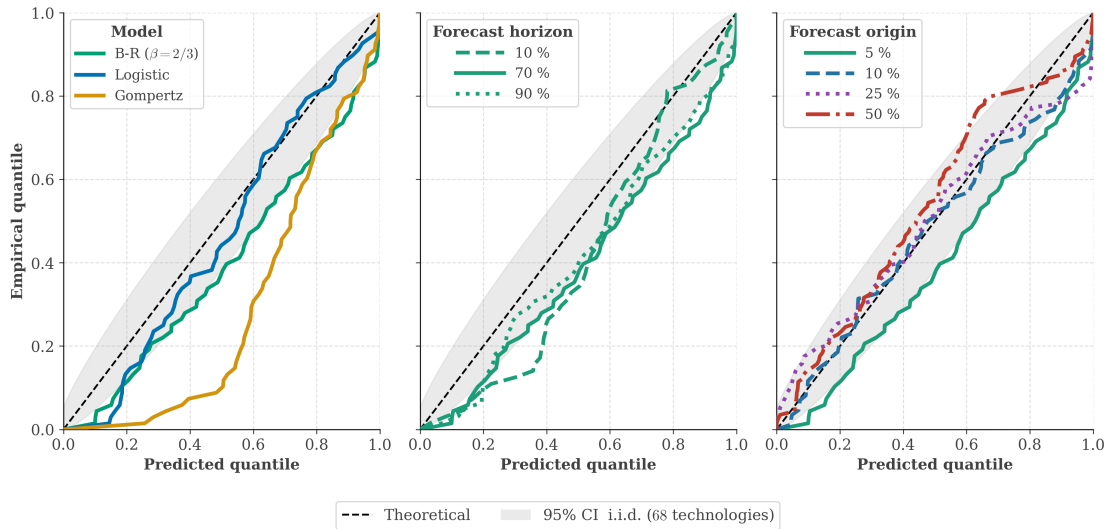 Model
B-R (β=2/3)
Logistic
Gompertz
Forecast horizon
10 %
70 %
90 %
Forecast origin
5 %
10 %
25 %
50 %
Empirical quantile
1.0
0.8
0.6
0.4
0.2
0.0
0.0 0.2 0.4 0.6 0.8 1.0
0.0 0.2 0.4 0.6 0.8 1.0
0.0 0.2 0.4 0.6 0.8 1.0
Predicted quantile
Predicted quantile
Predicted quantile
Theoretical
95% CI i.i.d. (68 technologies)